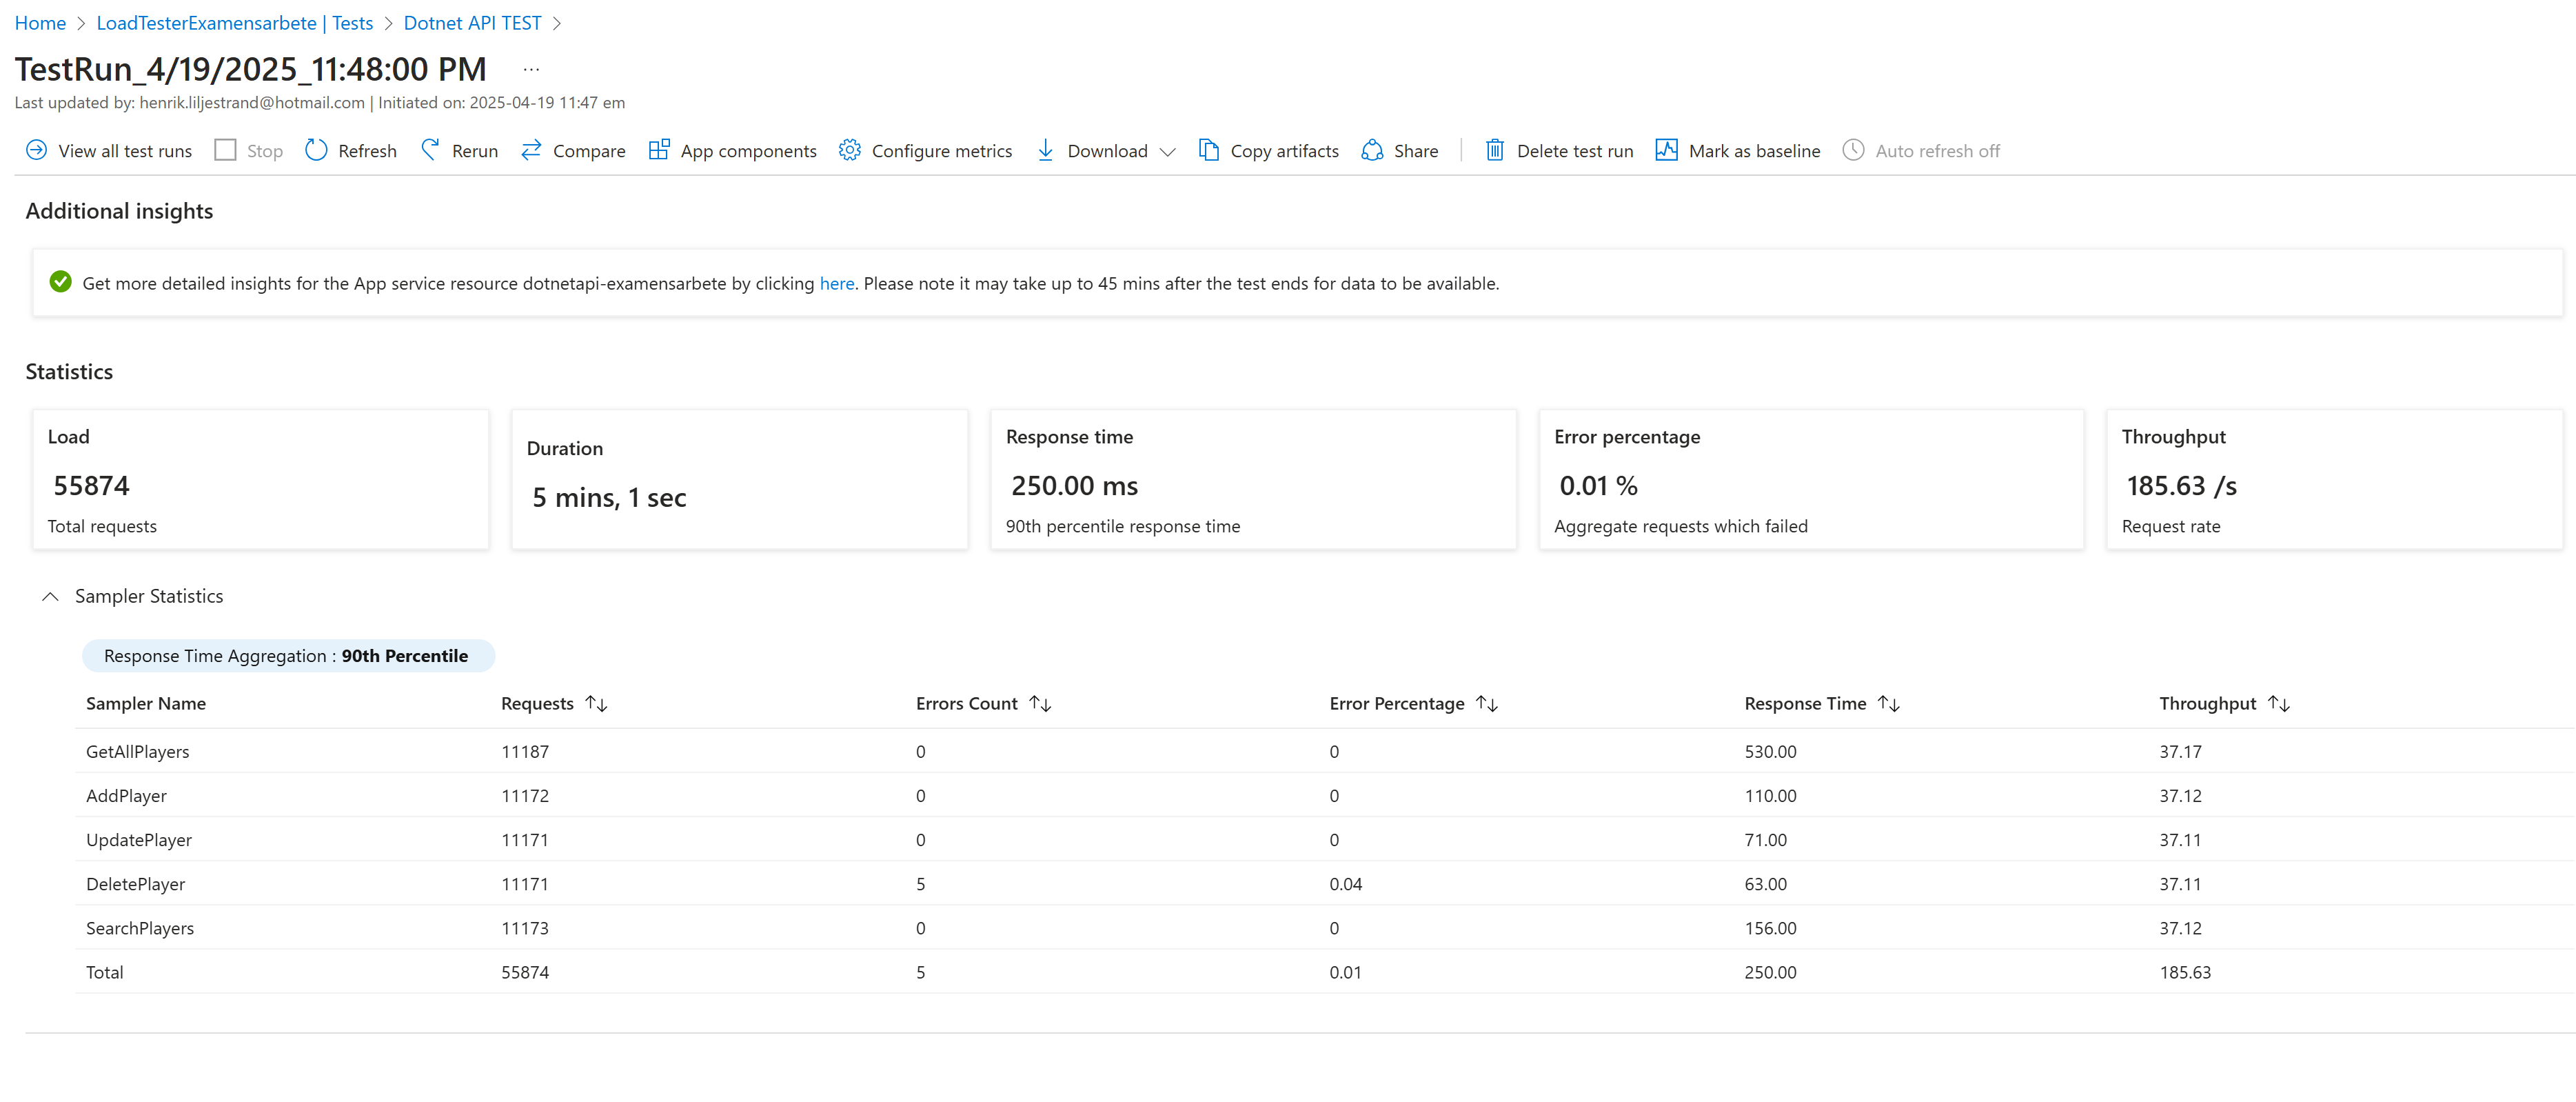 Home > LoadTesterExamensarbete | Tests > Dotnet API TEST >
TestRun_4/19/2025_11:48:00 PM ...
Last updated by: henrik.liljestrand@hotmail.com | Initiated on: 2025-04-19 11:47 em
View all test runs Stop Refresh Rerun Compare App components Configure metrics Download Copy artifacts Share Delete test run Mark as baseline Auto refresh off
Additional insights
Get more detailed insights for the App service resource dotnetapi-examensarbete by clicking here. Please note it may take up to 45 mins after the test ends for data to be available.
Statistics
Load
55874
Total requests
Duration
5 mins, 1 sec
Response time
250.00 ms
90th percentile response time
Error percentage
0.01 %
Aggregate requests which failed
Throughput
185.63 /s
Request rate
Sampler Statistics
Response Time Aggregation : 90th Percentile
Sampler Name Requests ↑↓ Errors Count ↑↓ Error Percentage ↑↓ Response Time ↑↓ Throughput ↑↓
GetAllPlayers 11187 0 0 530.00 37.17
AddPlayer 11172 0 0 110.00 37.12
UpdatePlayer 11171 0 0 71.00 37.11
DeletePlayer 11171 5 0.04 63.00 37.11
SearchPlayers 11173 0 0 156.00 37.12
Total 55874 5 0.01 250.00 185.63